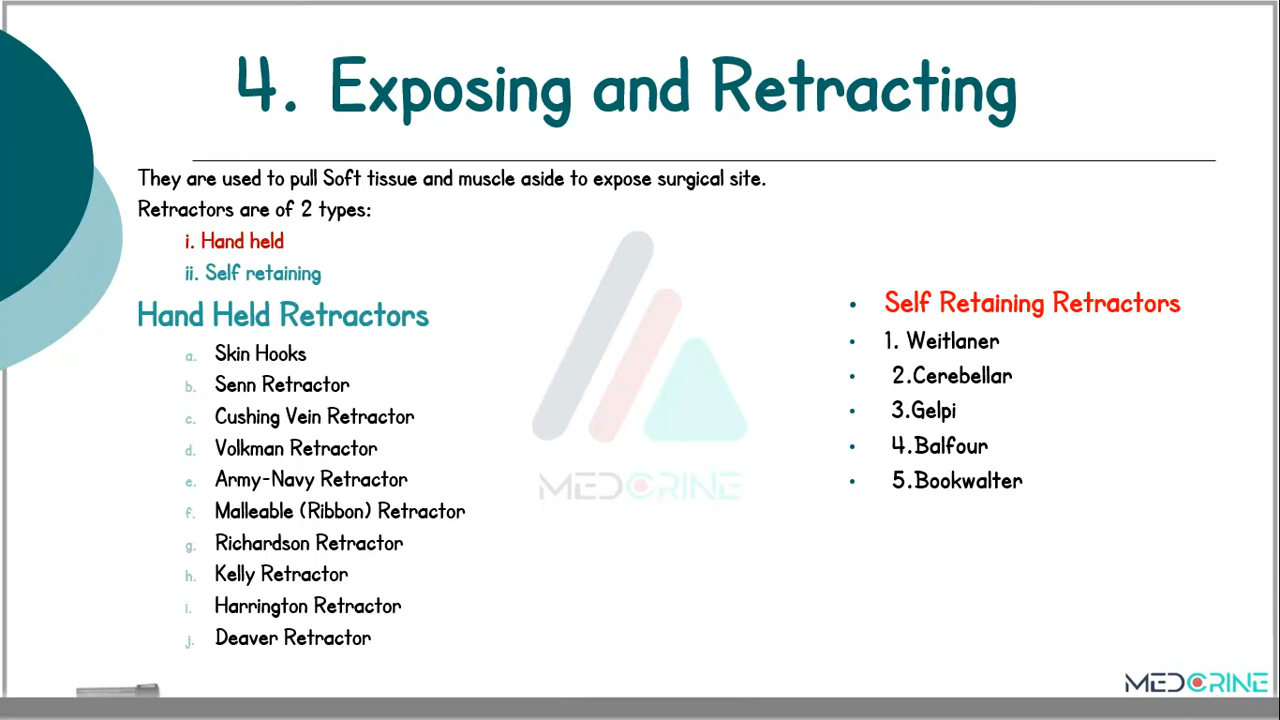 4. Exposing and Retracting
They are used to pull Soft tissue and muscle aside to expose surgical site.
Retractors are of 2 types:
i. Hand held
ii. Self retaining
Hand Held Retractors
a. Skin Hooks
b. Senn Retractor
c. Cushing Vein Retractor
d. Volkman Retractor
e. Army-Navy Retractor
f. Malleable (Ribbon) Retractor
g. Richardson Retractor
h. Kelly Retractor
i. Harrington Retractor
j. Deaver Retractor
• Self Retaining Retractors
• 1. Weitlaner
• 2.Cerebellar
• 3.Gelpi
• 4.Balfour
• 5.Bookwalter
MEDCRINE
MEDCRINE